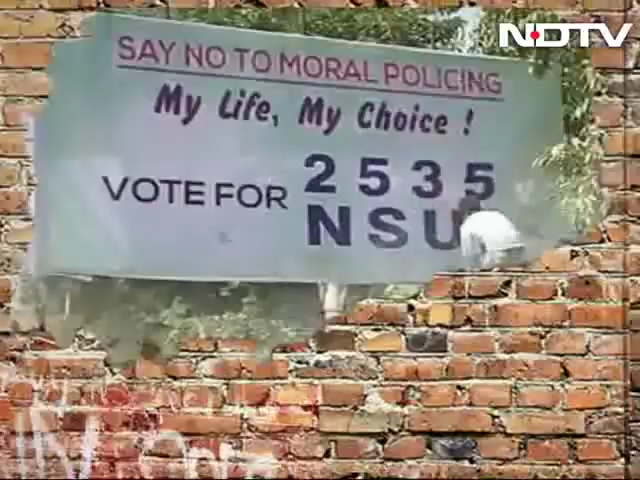 NDTV
SAY NO TO MORAL POLICING
My Life, My Choice !
VOTE FOR 2535
NSU